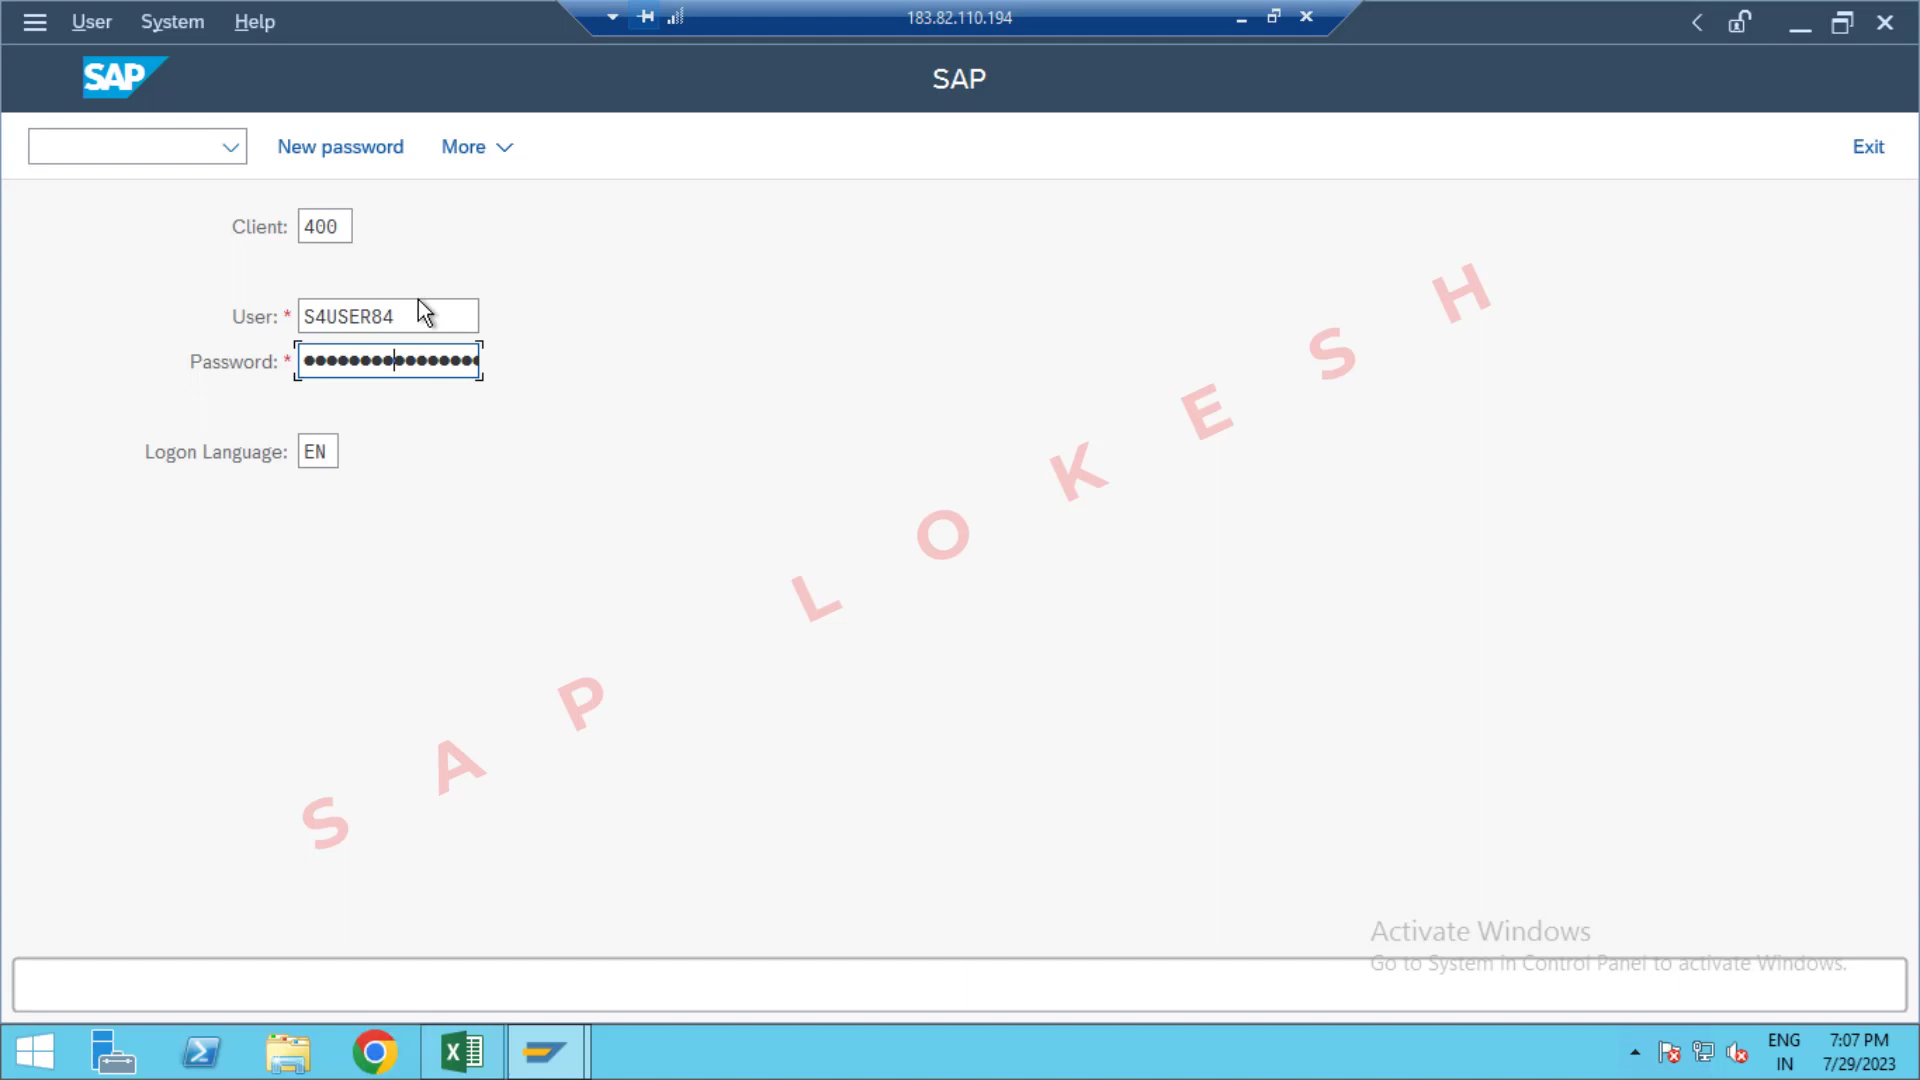 User System Help 183.82.110.194
SAP SAP
New password More Exit
Client: 400
User: * S4USER84
Password: *
Logon Language: EN
SAP LOKESH
Activate Windows
Go to System in Control Panel to activate Windows.
ENG 7:07 PM
IN 7/29/2023